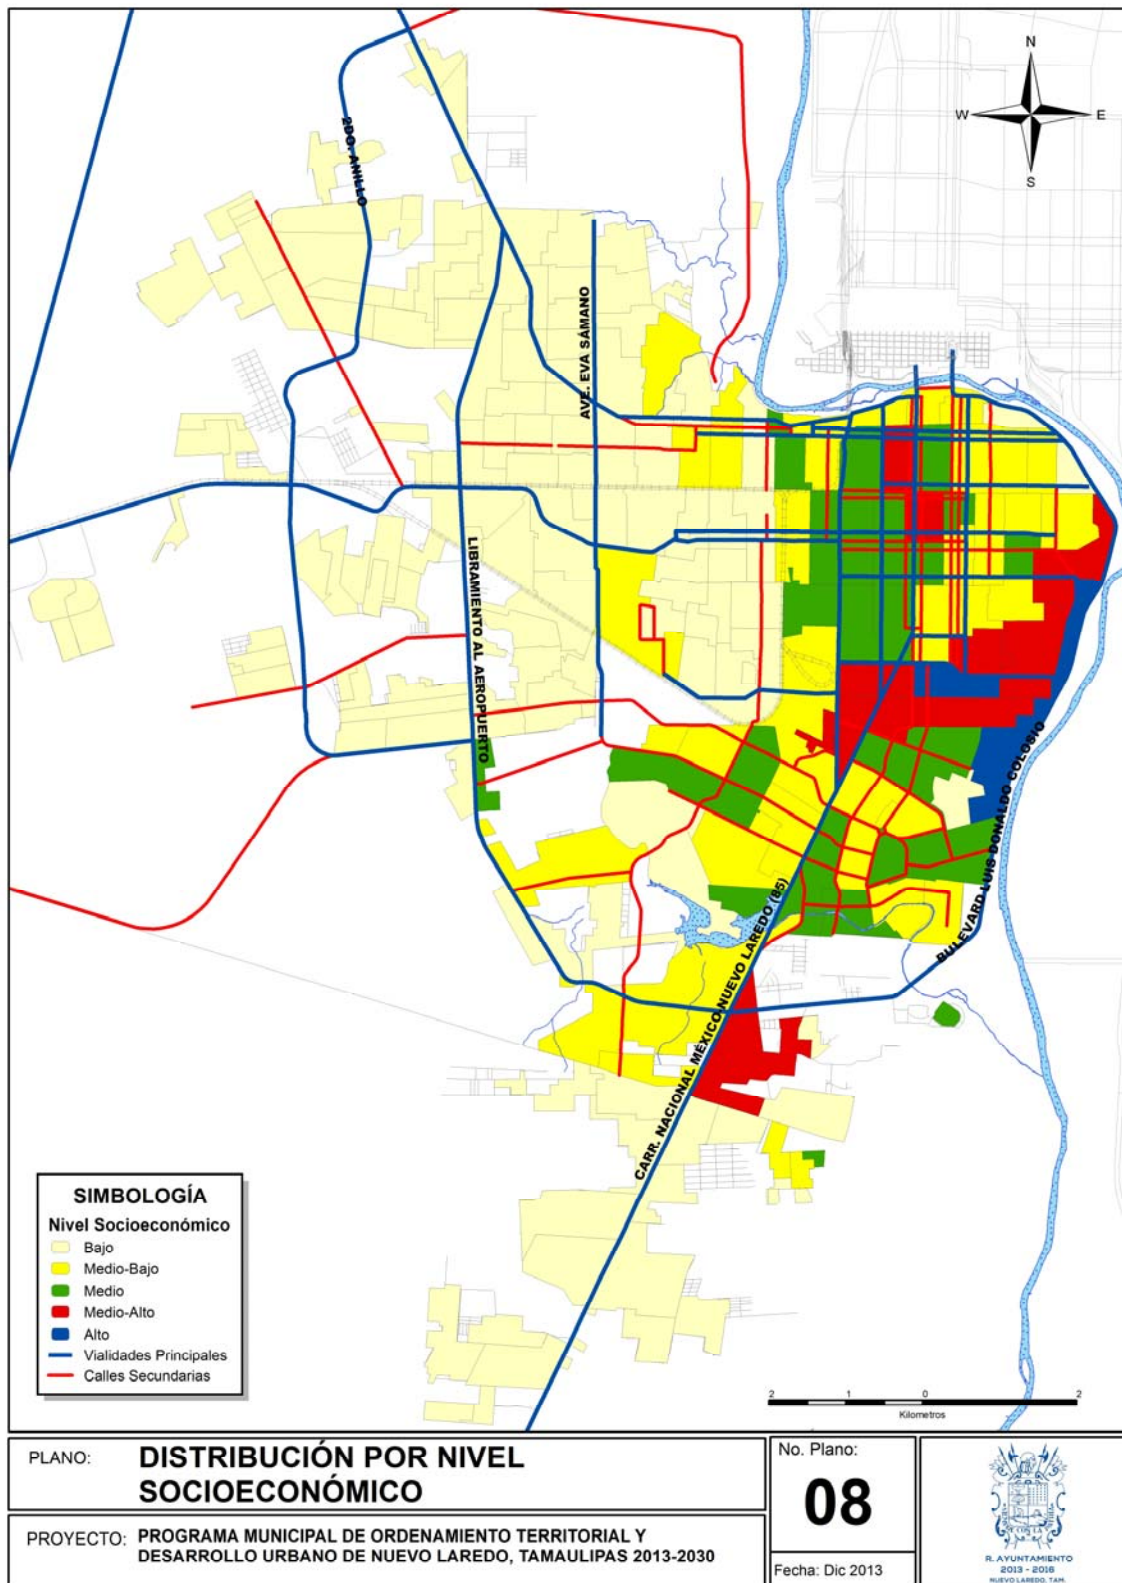 N
W E
S
2DO. ANILLO
AVE. EVA SÁMANO
LIBRAMIENTO AL AEROPUERTO
BULEVARD LUIS DONALDO COLOSIO
CARR. NACIONAL MÉXICO-NUEVO LAREDO (85)
SIMBOLOGÍA
Nivel Socioeconómico
Bajo
Medio-Bajo
Medio
Medio-Alto
Alto
Vialidades Principales
Calles Secundarias
2 1 0 2
Kilometros
PLANO: DISTRIBUCIÓN POR NIVEL
SOCIOECONÓMICO
PROYECTO: PROGRAMA MUNICIPAL DE ORDENAMIENTO TERRITORIAL Y
DESARROLLO URBANO DE NUEVO LAREDO, TAMAULIPAS 2013-2030
No. Plano:
08
Fecha: Dic 2013
R. AYUNTAMIENTO
2013 - 2016
NUEVO LAREDO, TAM.